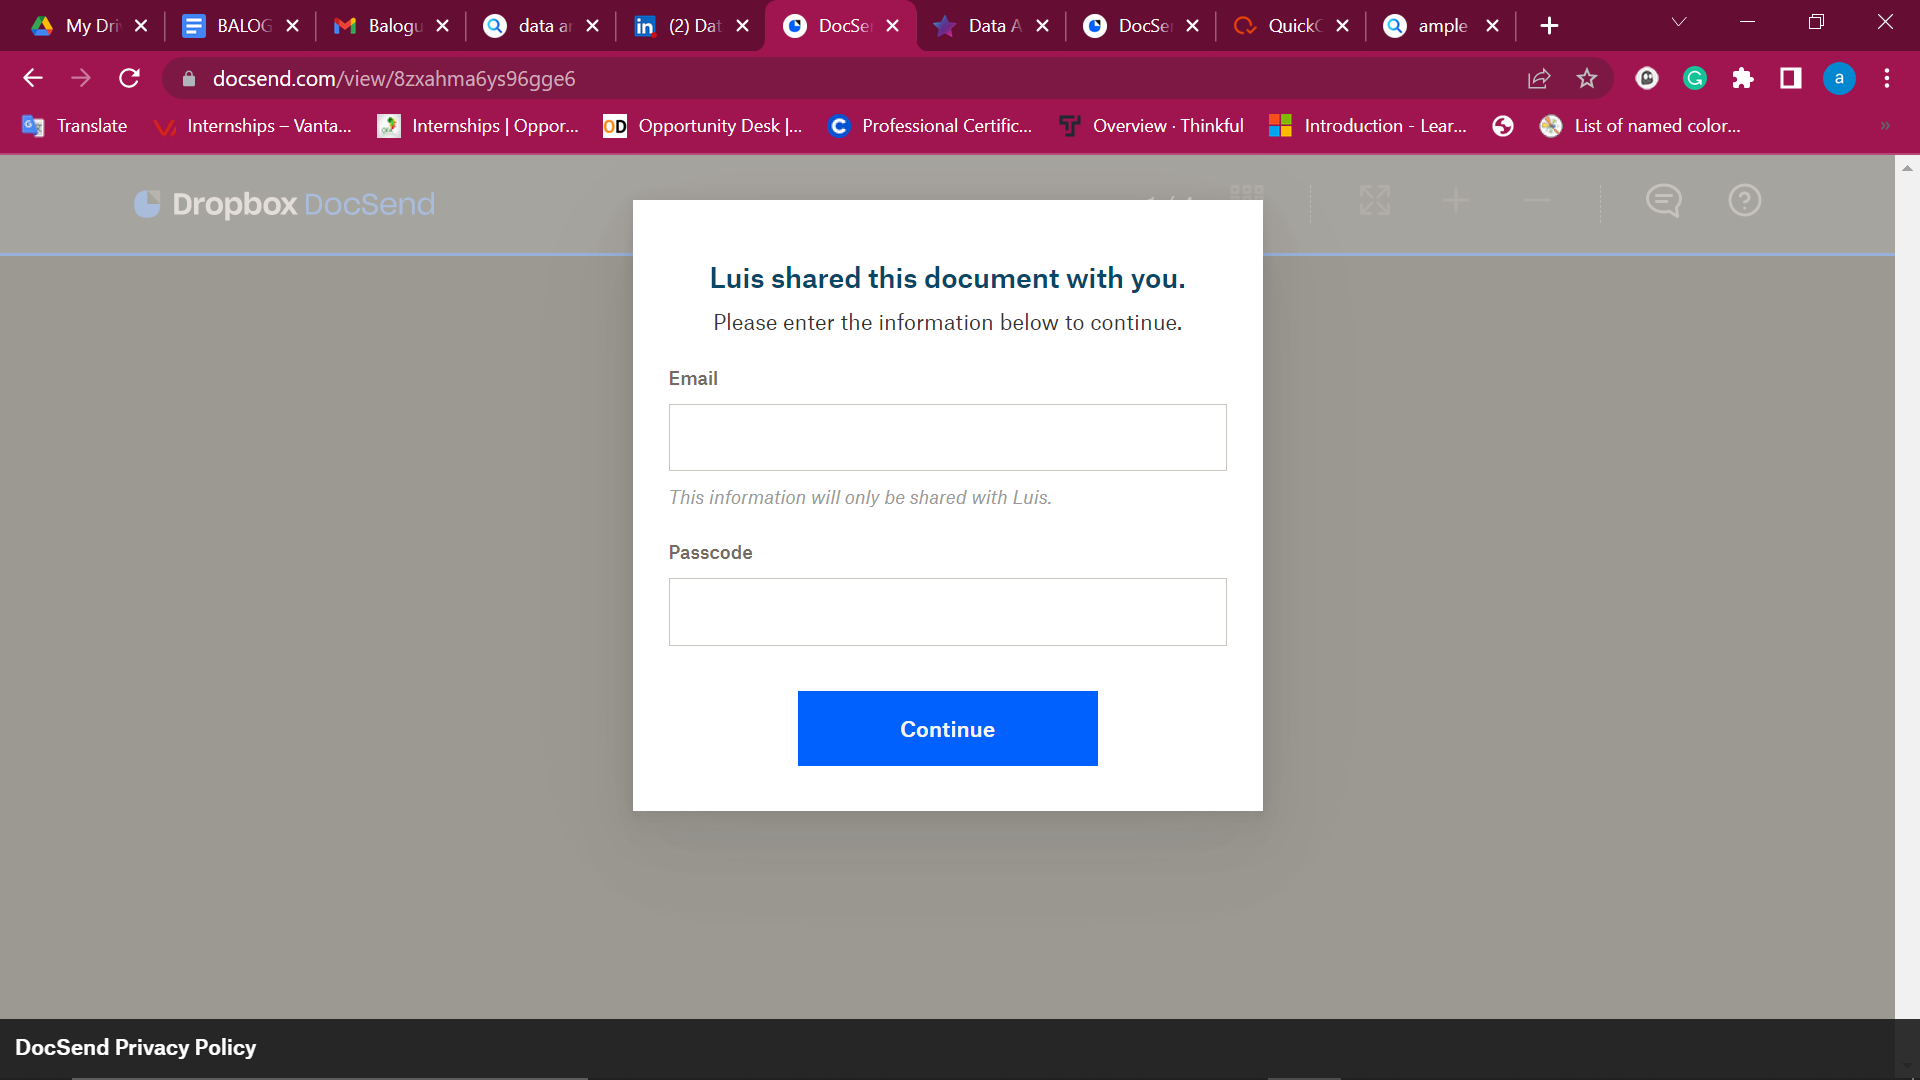 My Dri
BALOG
Balogu
data ar
(2) Dat
DocSe
Data A
DocSe
Quick
ample
docsend.com/view/8zxahma6ys96gge6
a
Translate
Internships – Vanta...
Internships | Oppor...
OD Opportunity Desk |...
Professional Certific...
Overview · Thinkful
Introduction - Lear...
List of named color...
»
Dropbox DocSend
Luis shared this document with you.
Please enter the information below to continue.
Email
This information will only be shared with Luis.
Passcode
Continue
DocSend Privacy Policy